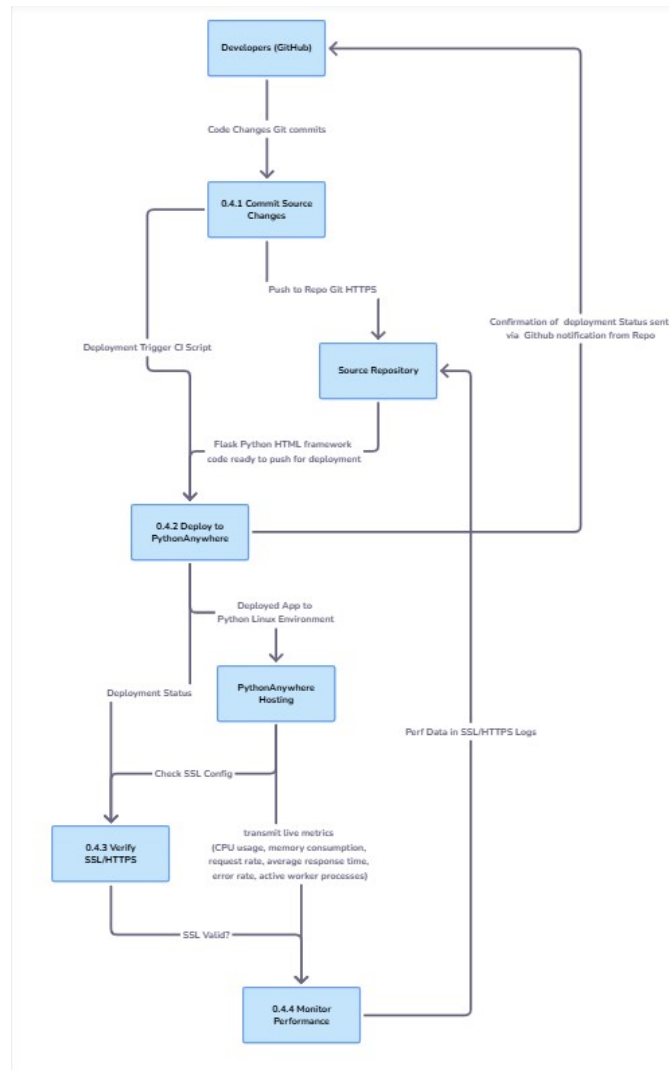 Developers (GitHub)
Code Changes Git commits
0.4.1 Commit Source
Changes
Push to Repo Git HTTPS
Confirmation of deployment Status sent
via Github notification from Repo
Deployment Trigger CI Script
Source Repository
Flask Python HTML framework
code ready to push for deployment
0.4.2 Deploy to
PythonAnywhere
Deployed App to
Python Linux Environment
PythonAnywhere
Hosting
Deployment Status
Perf Data in SSL/HTTPS Logs
Check SSL Config
transmit live metrics
(CPU usage, memory consumption,
request rate, average response time,
error rate, active worker processes)
0.4.3 Verify
SSL/HTTPS
SSL Valid?
0.4.4 Monitor
Performance